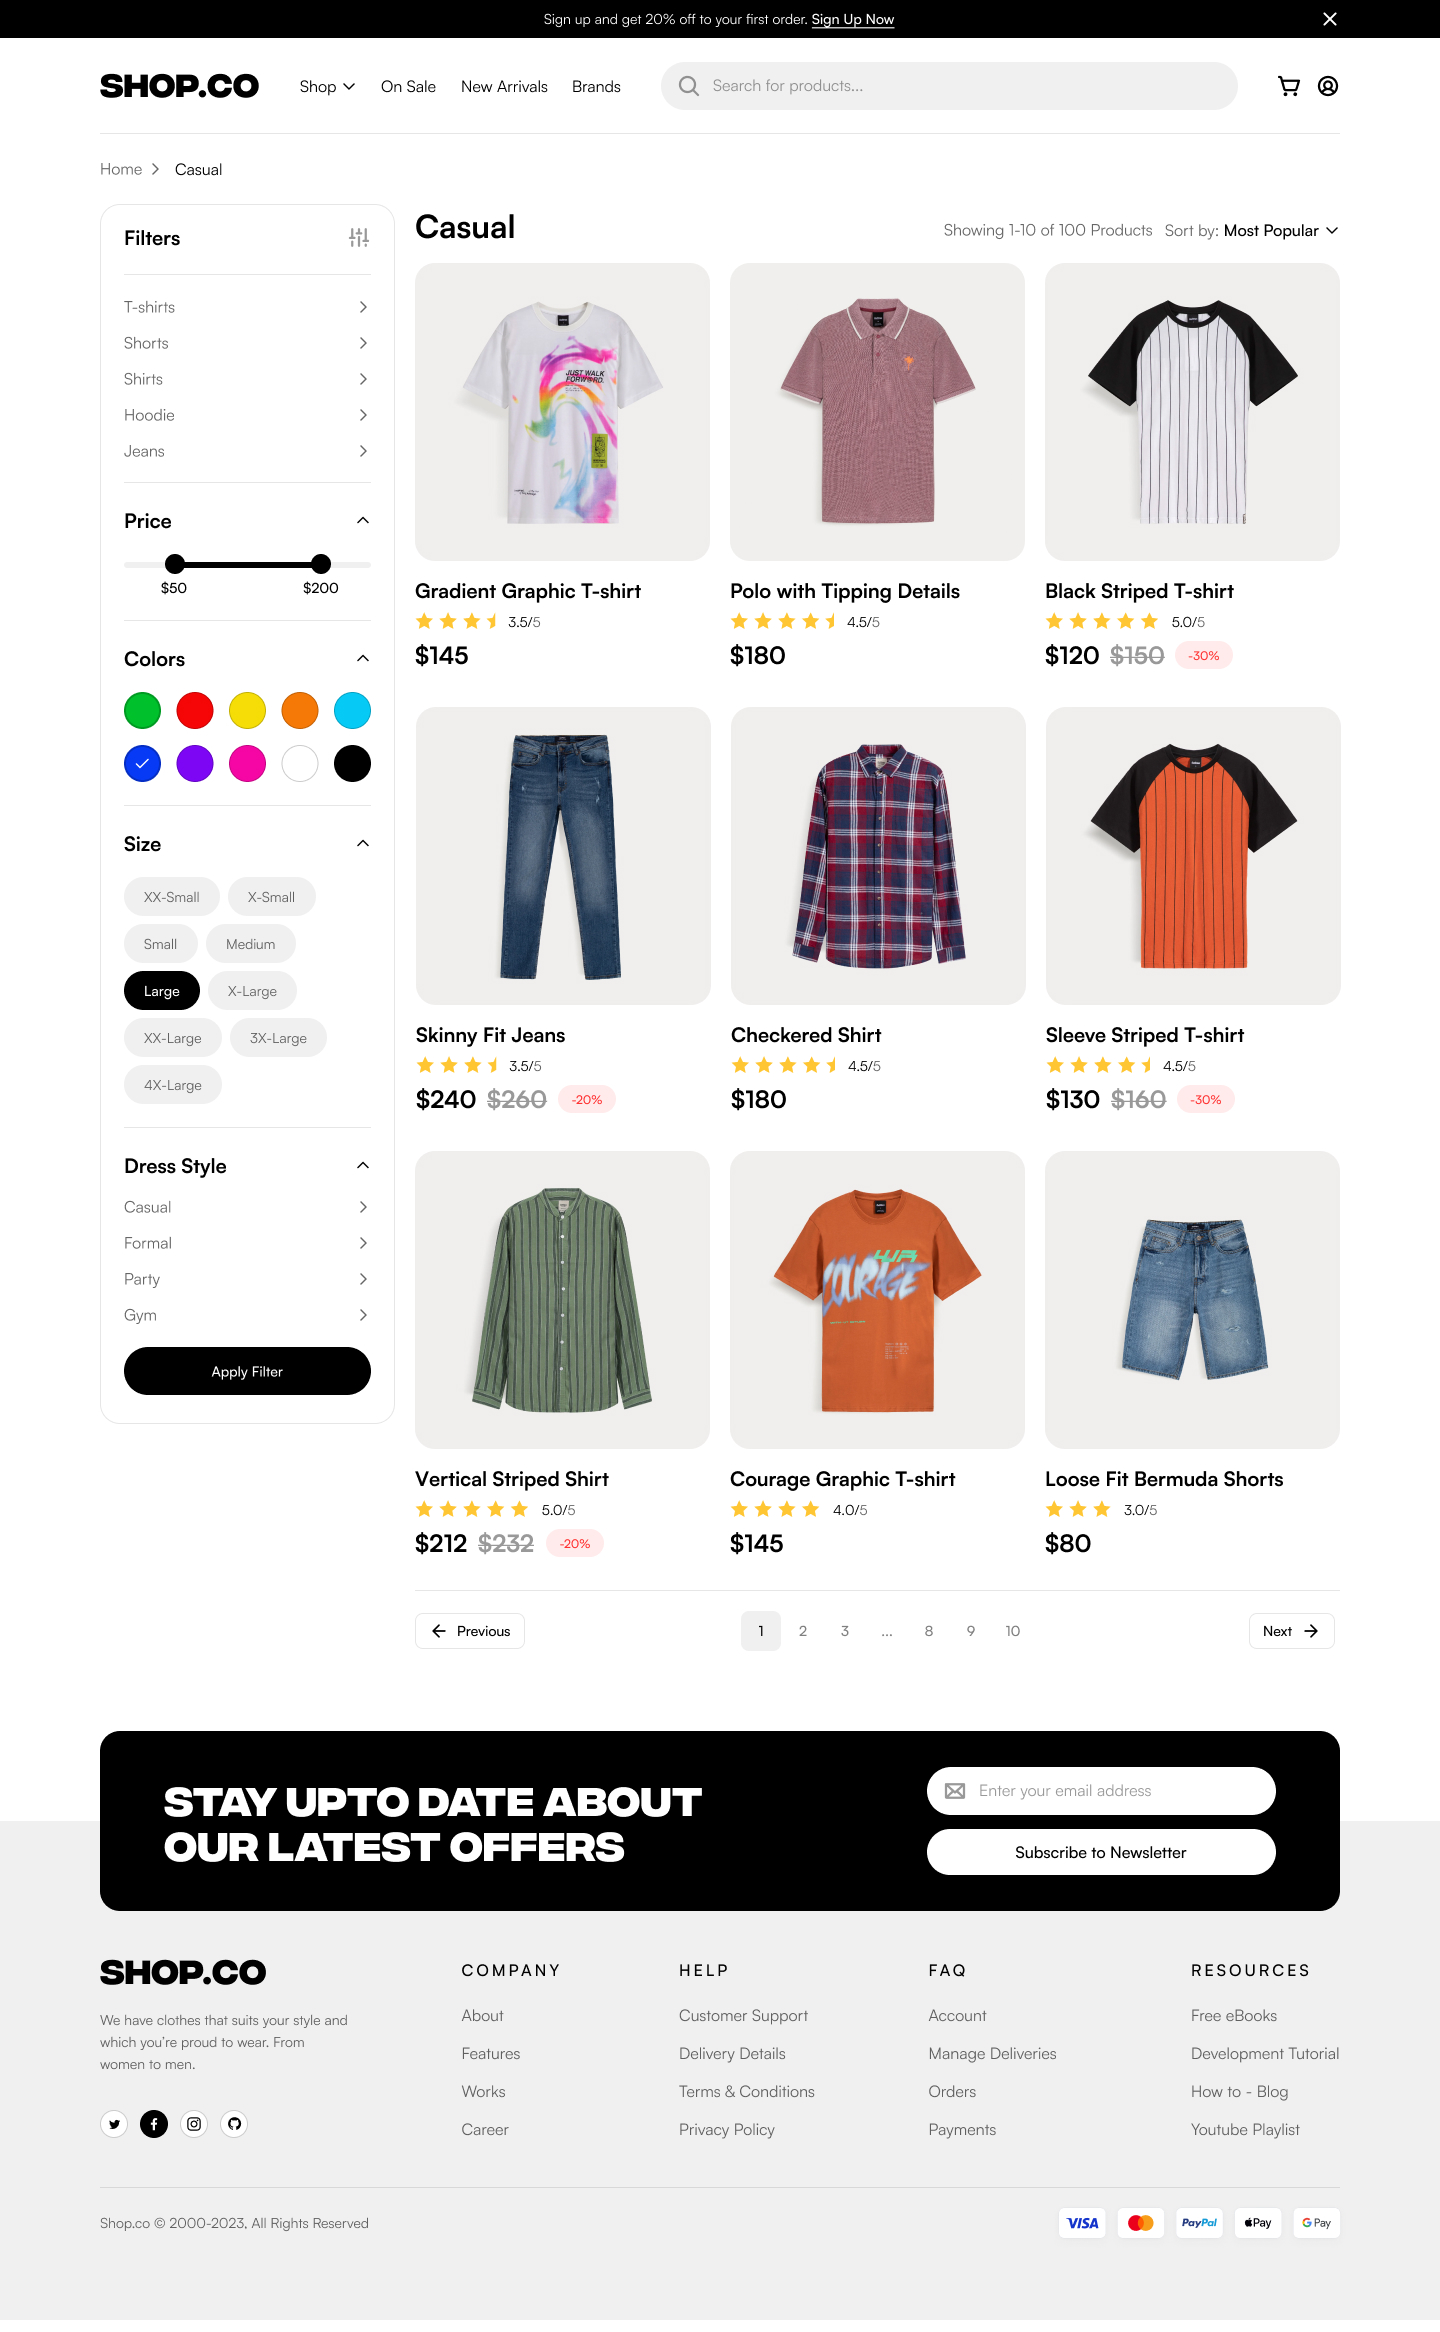 Sign up and get 20% off to your first order. Sign Up Now
SHOP.CO
Shop
On Sale
New Arrivals
Brands
Search for products...
Home
Casual
Filters
T-shirts
Shorts
Shirts
Hoodie
Jeans
Price
$50
$200
Colors
Size
XX-Small
X-Small
Small
Medium
Large
X-Large
XX-Large
3X-Large
4X-Large
Dress Style
Casual
Formal
Party
Gym
Apply Filter
Casual
Showing 1-10 of 100 Products
Sort by: Most Popular
JUST WALK
FORWARD.
Gradient Graphic T-shirt
3.5/5
$145
Polo with Tipping Details
4.5/5
$180
Black Striped T-shirt
5.0/5
$120 $150 -30%
Skinny Fit Jeans
3.5/5
$240 $260 -20%
Checkered Shirt
4.5/5
$180
Sleeve Striped T-shirt
4.5/5
$130 $160 -30%
Vertical Striped Shirt
5.0/5
$212 $232 -20%
COURAGE
Courage Graphic T-shirt
4.0/5
$145
Loose Fit Bermuda Shorts
3.0/5
$80
Previous
1 2 3 ... 8 9 10
Next
STAY UPTO DATE ABOUT
OUR LATEST OFFERS
Enter your email address
Subscribe to Newsletter
SHOP.CO
We have clothes that suits your style and
which you’re proud to wear. From
women to men.
COMPANY
About
Features
Works
Career
HELP
Customer Support
Delivery Details
Terms & Conditions
Privacy Policy
FAQ
Account
Manage Deliveries
Orders
Payments
RESOURCES
Free eBooks
Development Tutorial
How to - Blog
Youtube Playlist
Shop.co © 2000-2023, All Rights Reserved
VISA
PayPal
Pay
G Pay